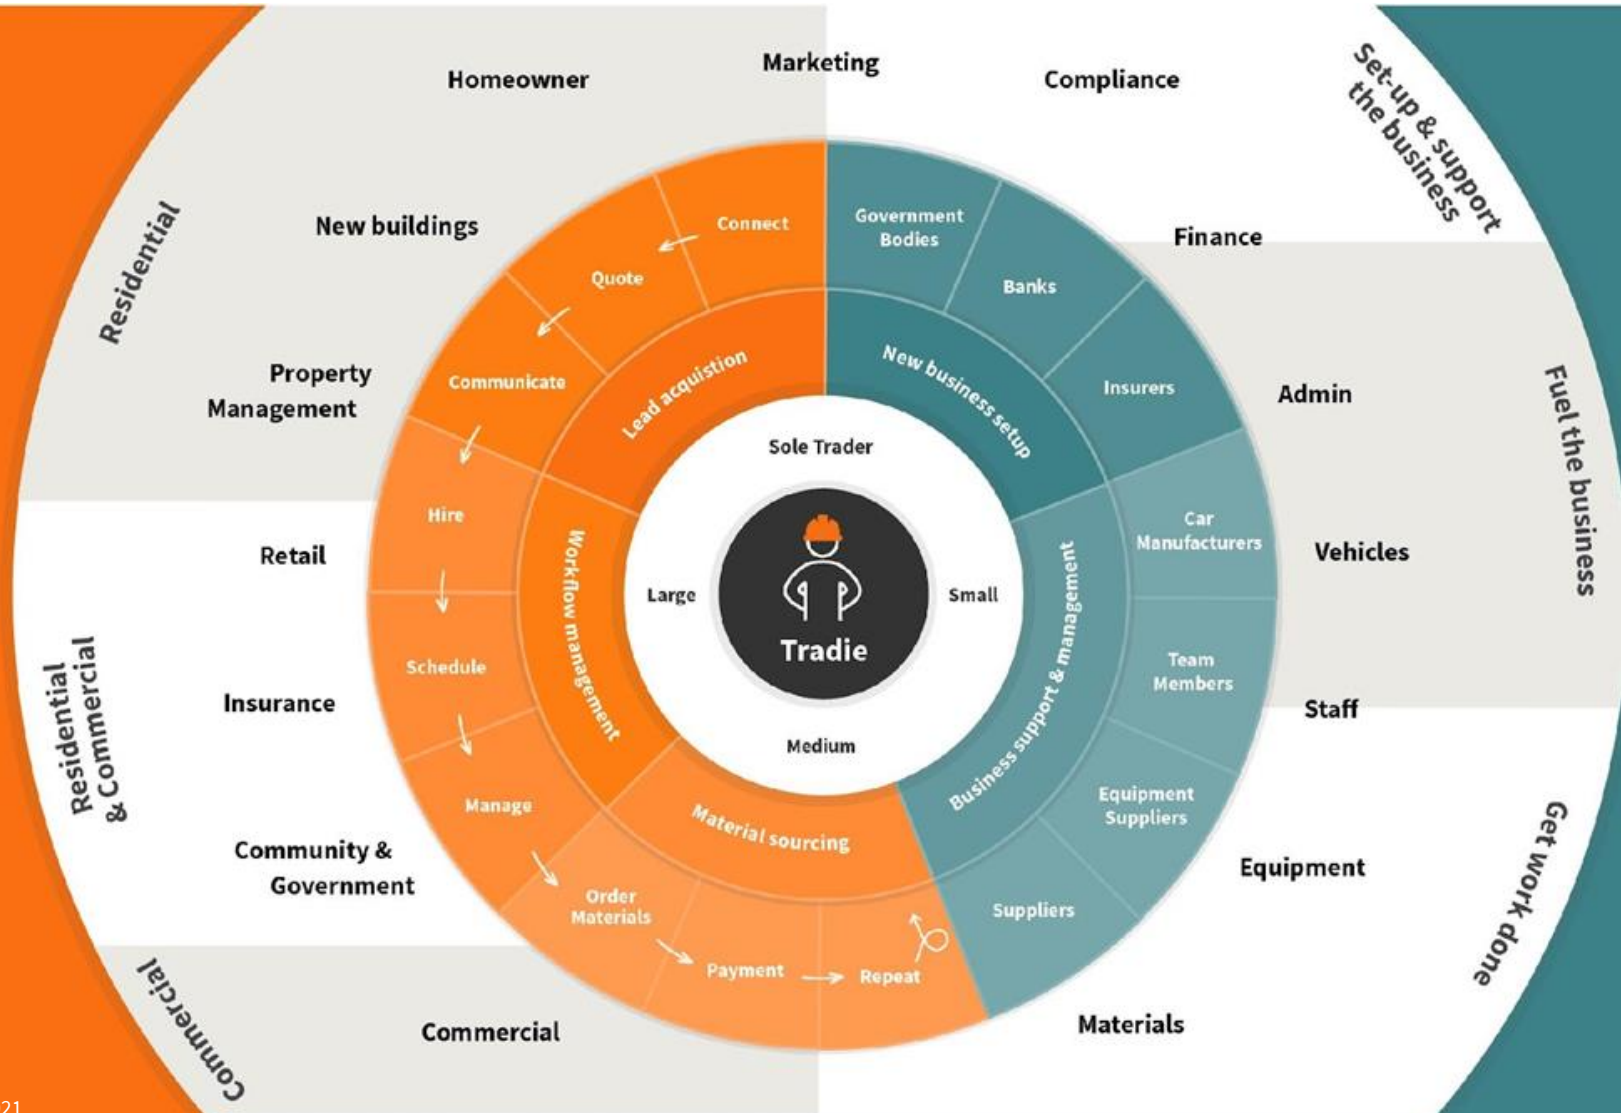 Homeowner
Marketing
Compliance
Set-up & support
the business
New buildings
Finance
Residential
Property
Management
Admin
Fuel the business
Retail
Vehicles
Residential
& Commercial
Insurance
Staff
Community &
Government
Equipment
Get work done
Commercial
Commercial
Materials
Connect
Quote
Communicate
Hire
Schedule
Manage
Order
Materials
Payment
Repeat
Government
Bodies
Banks
Insurers
Car
Manufacturers
Team
Members
Equipment
Suppliers
Suppliers
Lead acquistion
New business setup
Workflow management
Business support & management
Material sourcing
Sole Trader
Large
Small
Medium
Tradie
21